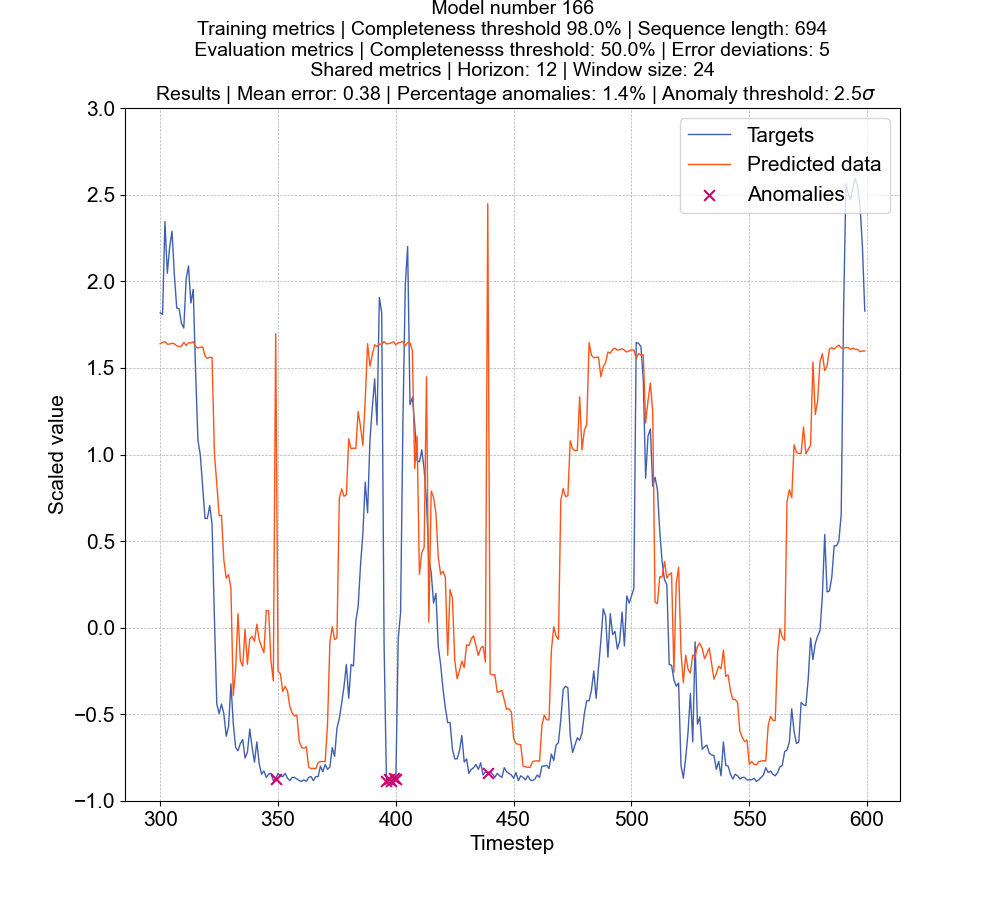 Model number 166
Training metrics | Completeness threshold 98.0% | Sequence length: 694
Evaluation metrics | Completenesss threshold: 50.0% | Error deviations: 5
Shared metrics | Horizon: 12 | Window size: 24
Results | Mean error: 0.38 | Percentage anomalies: 1.4% | Anomaly threshold: 2.5σ
3.0
2.5
2.0
1.5
1.0
0.5
0.0
−0.5
−1.0
Scaled value
Targets
Predicted data
Anomalies
300 350 400 450 500 550 600
Timestep